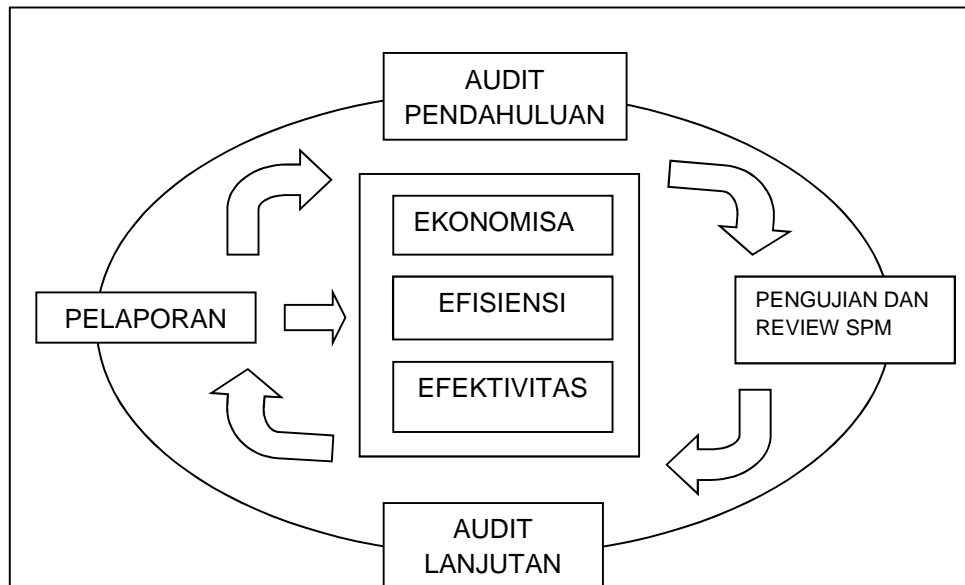 AUDIT
PENDAHULUAN
EKONOMISA
EFISIENSI
EFEKTIVITAS
PELAPORAN
PENGUJIAN DAN
REVIEW SPM
AUDIT
LANJUTAN